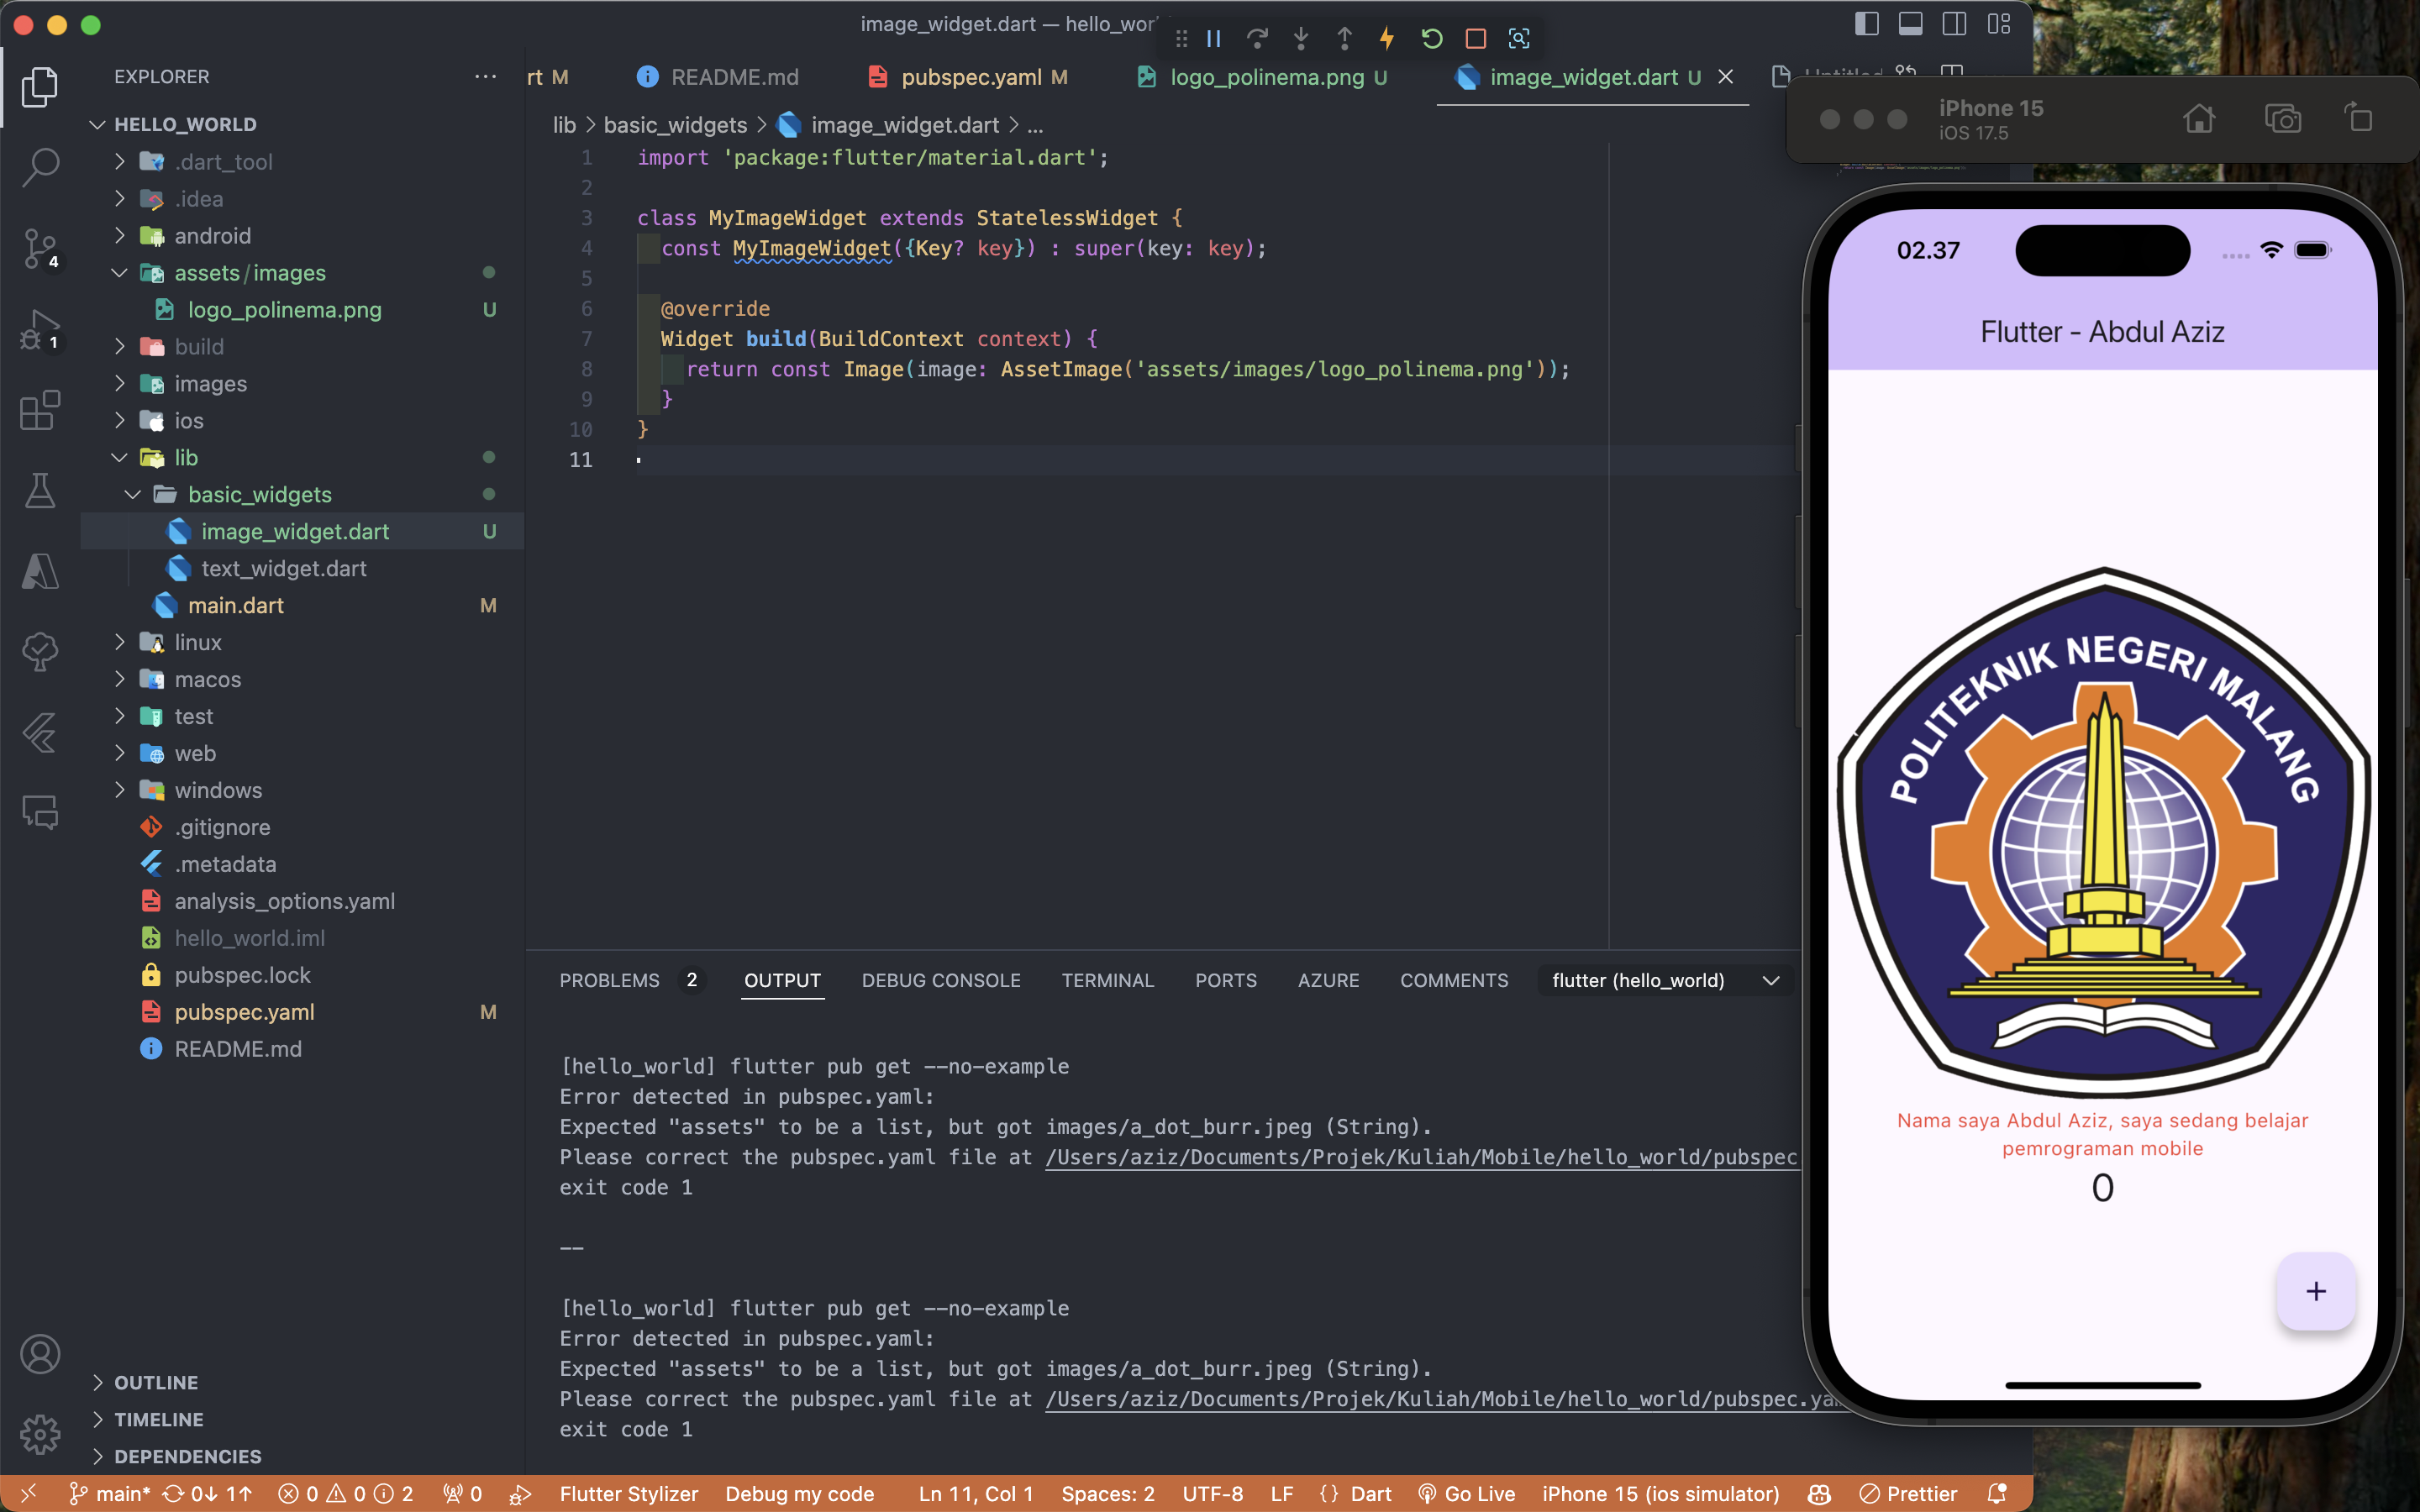 image_widget.dart — hello_worl
EXPLORER
HELLO_WORLD
.dart_tool
.idea
android
assets/images
logo_polinema.png U
build
images
ios
lib
basic_widgets
image_widget.dart U
text_widget.dart
main.dart M
linux
macos
test
web
windows
.gitignore
.metadata
analysis_options.yaml
hello_world.iml
pubspec.lock
pubspec.yaml M
README.md
OUTLINE
TIMELINE
DEPENDENCIES
4
1
rt M README.md pubspec.yaml M logo_polinema.png U image_widget.dart U Untitled
lib > basic_widgets > image_widget.dart > ...
1 import 'package:flutter/material.dart';
2
3 class MyImageWidget extends StatelessWidget {
4 const MyImageWidget({Key? key}) : super(key: key);
5
6 @override
7 Widget build(BuildContext context) {
8 return const Image(image: AssetImage('assets/images/logo_polinema.png'));
9 }
10 }
11
PROBLEMS 2 OUTPUT DEBUG CONSOLE TERMINAL PORTS AZURE COMMENTS flutter (hello_world)
[hello_world] flutter pub get --no-example
Error detected in pubspec.yaml:
Expected "assets" to be a list, but got images/a_dot_burr.jpeg (String).
Please correct the pubspec.yaml file at /Users/aziz/Documents/Projek/Kuliah/Mobile/hello_world/pubspec.
exit code 1
--
[hello_world] flutter pub get --no-example
Error detected in pubspec.yaml:
Expected "assets" to be a list, but got images/a_dot_burr.jpeg (String).
Please correct the pubspec.yaml file at /Users/aziz/Documents/Projek/Kuliah/Mobile/hello_world/pubspec.ya
exit code 1
iPhone 15
iOS 17.5
02.37
Flutter - Abdul Aziz
POLITEKNIK NEGERI MALANG
Nama saya Abdul Aziz, saya sedang belajar
pemrograman mobile
0
+
main* 0↓ 1↑ 0 0 2 0 Flutter Stylizer Debug my code Ln 11, Col 1 Spaces: 2 UTF-8 LF {} Dart Go Live iPhone 15 (ios simulator) Prettier